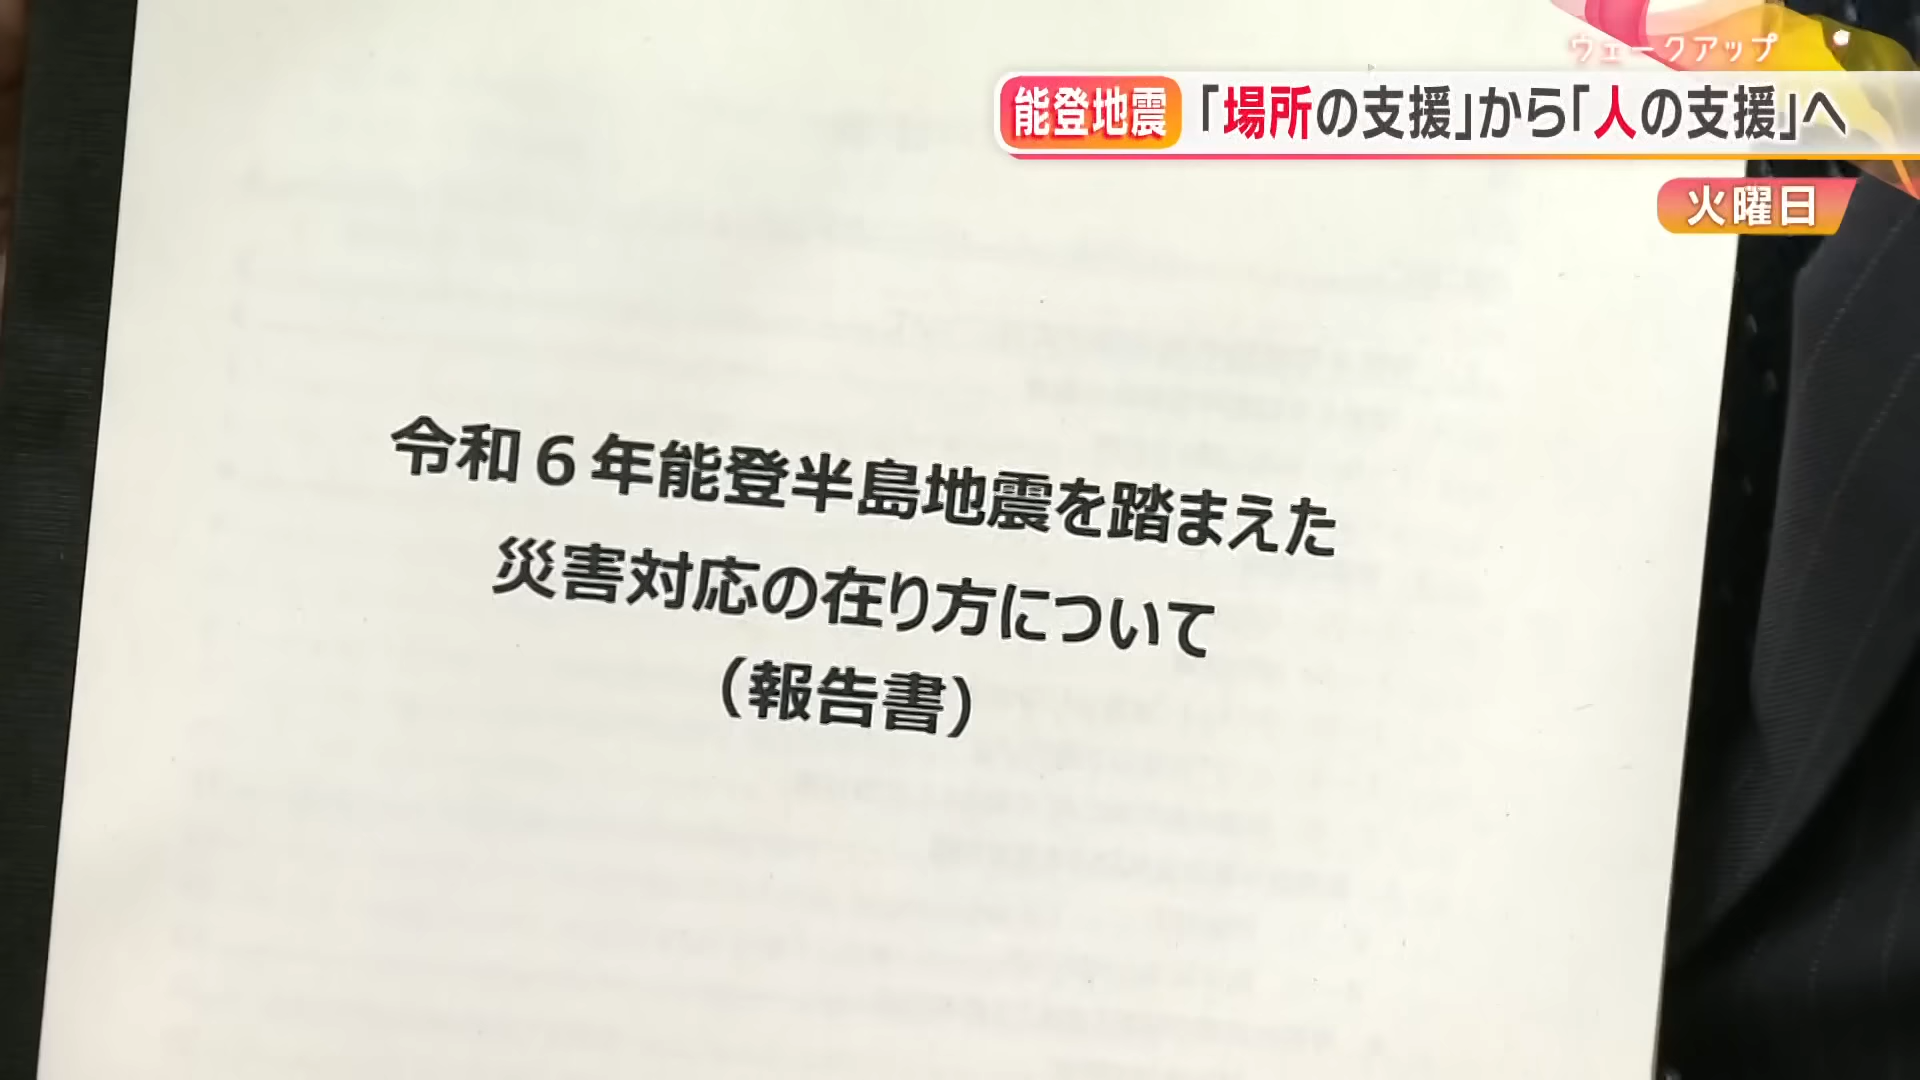 ウェークアップ
能登地震 「場所の支援」から「人の支援」へ
火曜日
令和６年能登半島地震を踏まえた
災害対応の在り方について
（報告書）